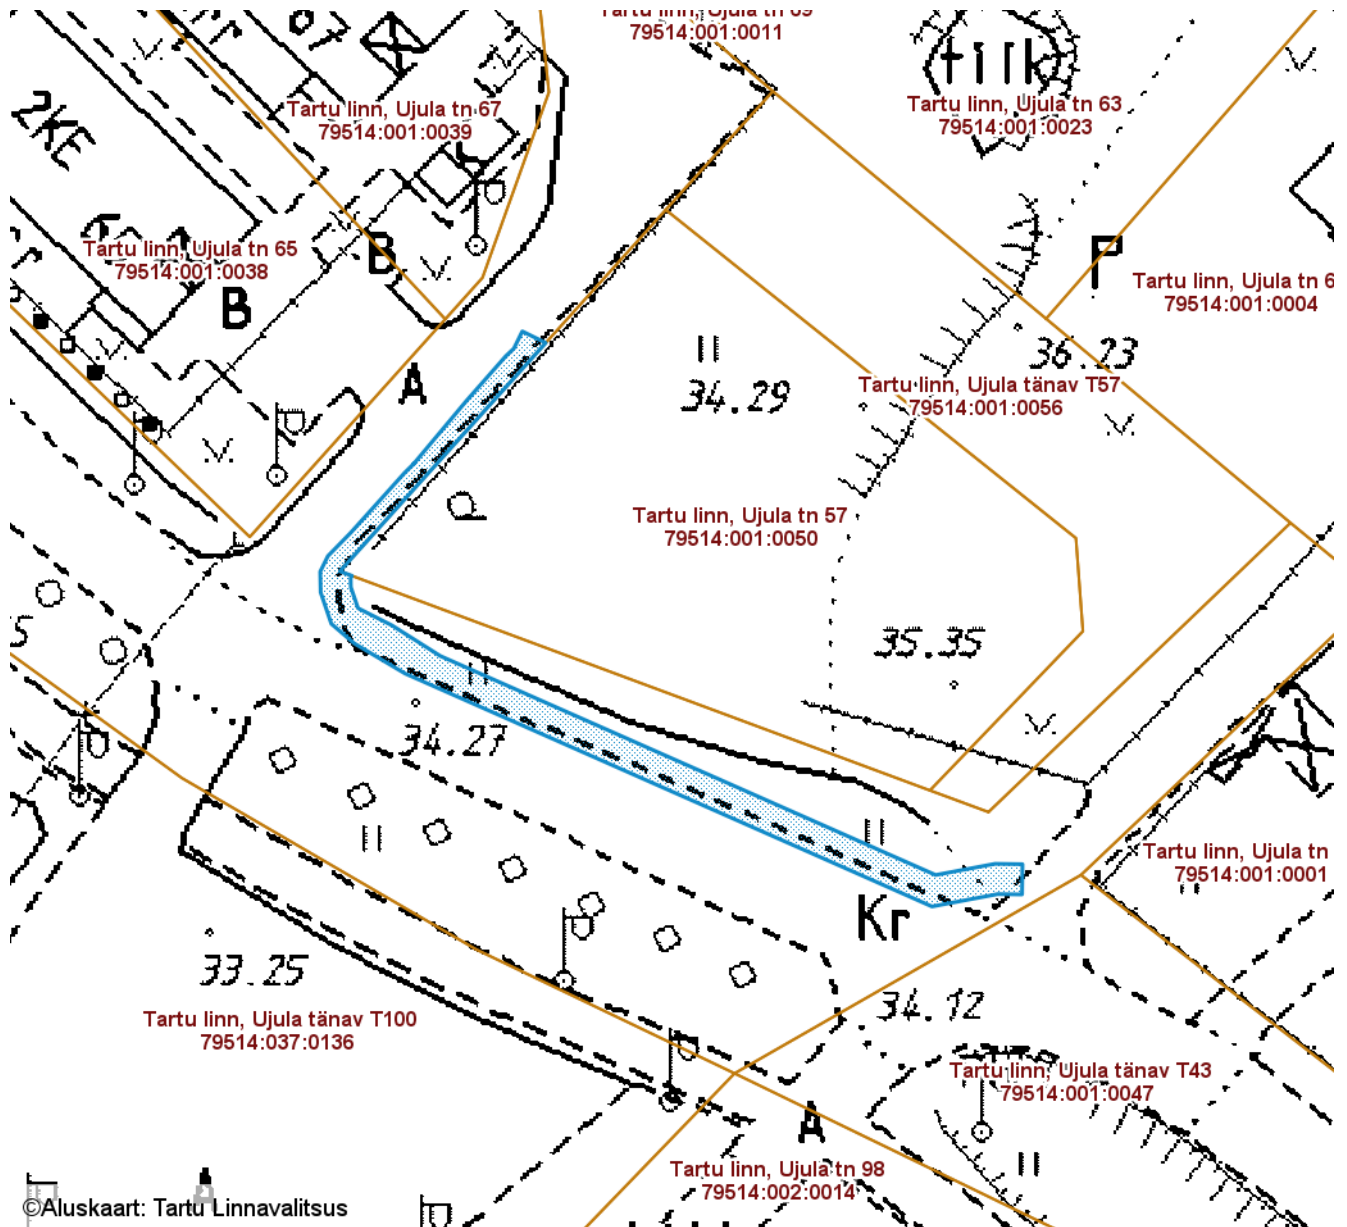 79514:001:0011
67
tiik
2KE
Tartu linn, Ujula tn 67
79514:001:0039
Tartu linn, Ujula tn 63
79514:001:0023
Tartu linn, Ujula tn 65
79514:001:0038
B
B
P
Tartu linn, Ujula tn 6
79514:001:0004
A
36.23
34.29
Tartu linn, Ujula tänav T57
79514:001:0056
Tartu linn, Ujula tn 57
79514:001:0050
35.35
34.27
Tartu linn, Ujula tn
79514:001:0001
Kr
33.25
34.12
Tartu linn, Ujula tänav T100
79514:037:0136
Tartu linn, Ujula tänav T43
79514:001:0047
A
Tartu linn, Ujula tn 98
79514:002:0014
©Aluskaart: Tartu Linnavalitsus